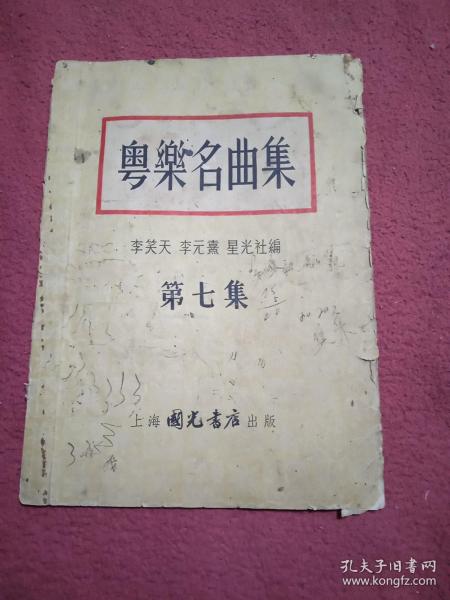 粤樂名曲集
李笑天 李元熹 星光社編
第七集
上海國光書店出版
孔夫子旧书网
www.kongfz.com